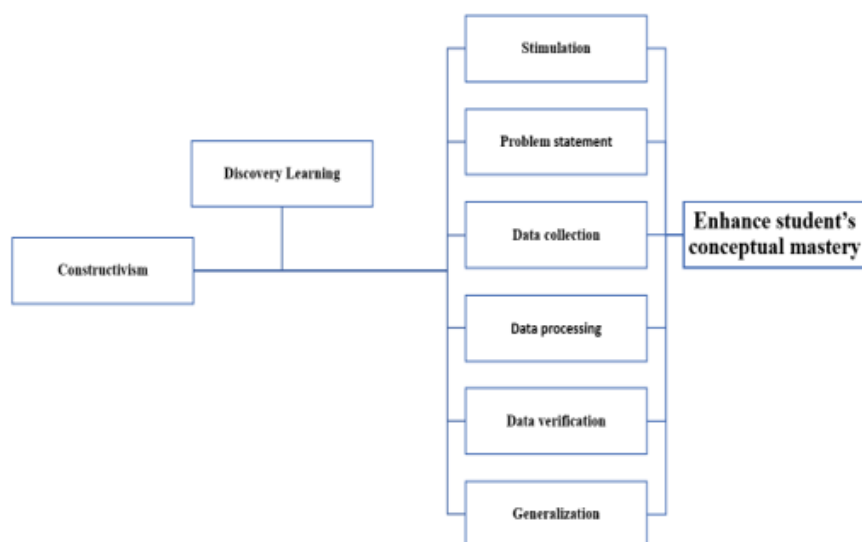 Stimulation
Problem statement
Discovery Learning
Data collection
Enhance student's
conceptual mastery
Constructivism
Data processing
Data verification
Generalization